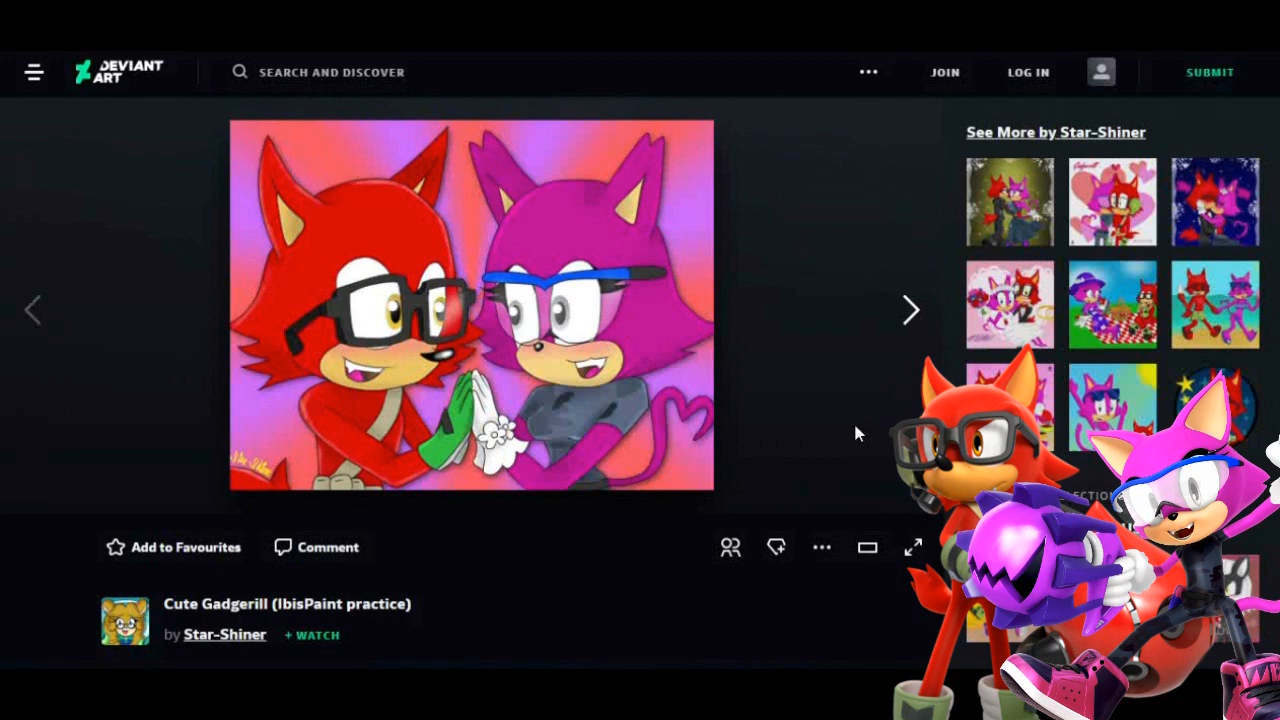 DEVIANT
ART
SEARCH AND DISCOVER
JOIN
LOG IN
SUBMIT
See More by Star-Shiner
Add to Favourites
Comment
Cute Gadgerill (IbisPaint practice)
by Star-Shiner
+ WATCH